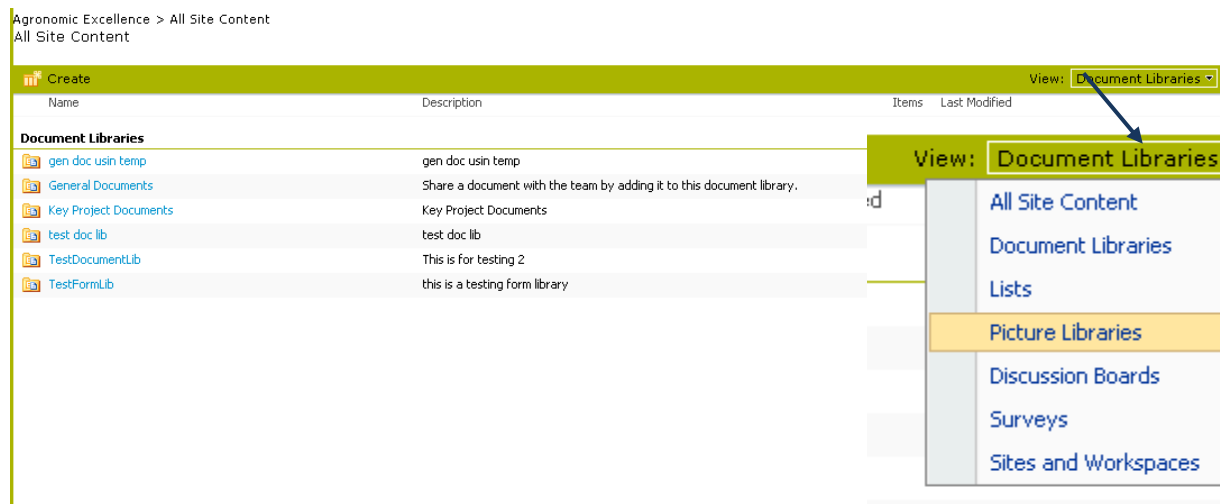 Agronomic Excellence > All Site Content
All Site Content
Create
View: Document Libraries
Name Description Items Last Modified
Document Libraries
gen doc usin temp gen doc usin temp
General Documents Share a document with the team by adding it to this document library.
Key Project Documents Key Project Documents
test doc lib test doc lib
TestDocumentLib This is for testing 2
TestFormLib this is a testing form library
View: Document Libraries
ed
All Site Content
Document Libraries
Lists
Picture Libraries
Discussion Boards
Surveys
Sites and Workspaces